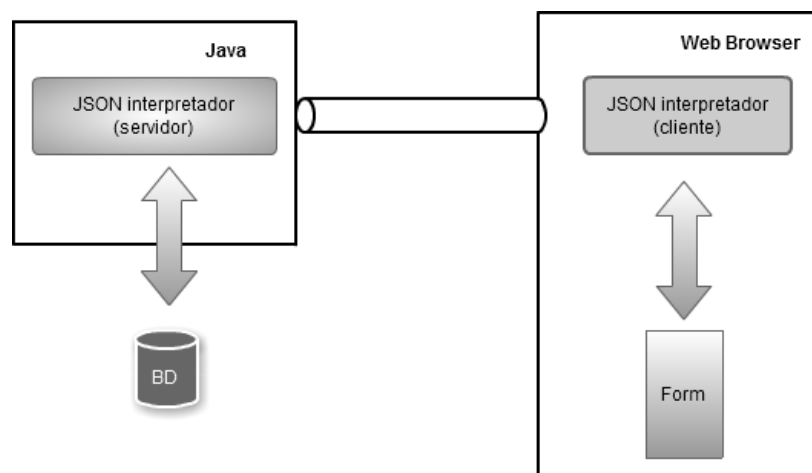 Java
JSON interpretador
(servidor)
BD
Web Browser
JSON interpretador
(cliente)
Form